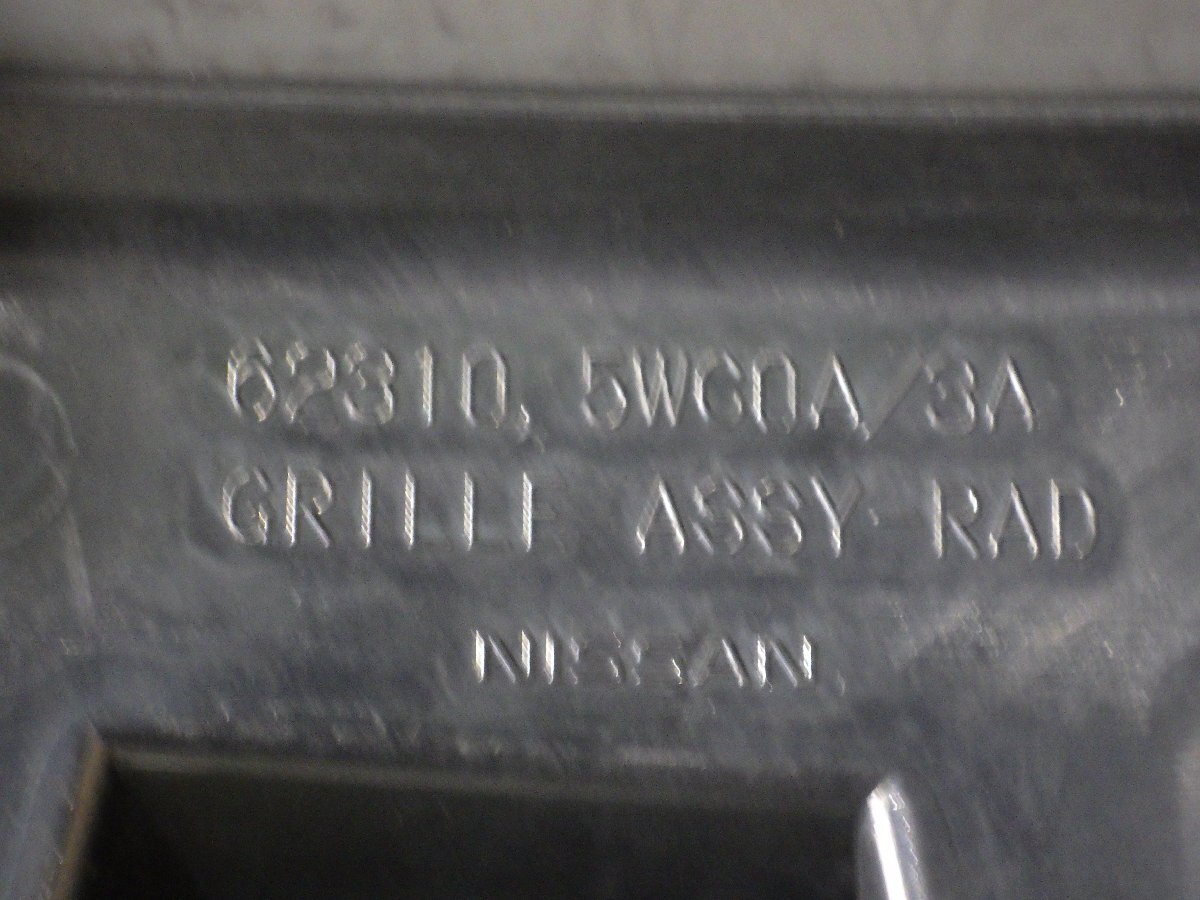 62310, 5WG0A/3A
GRILLE ASSY RAD
NISSAN